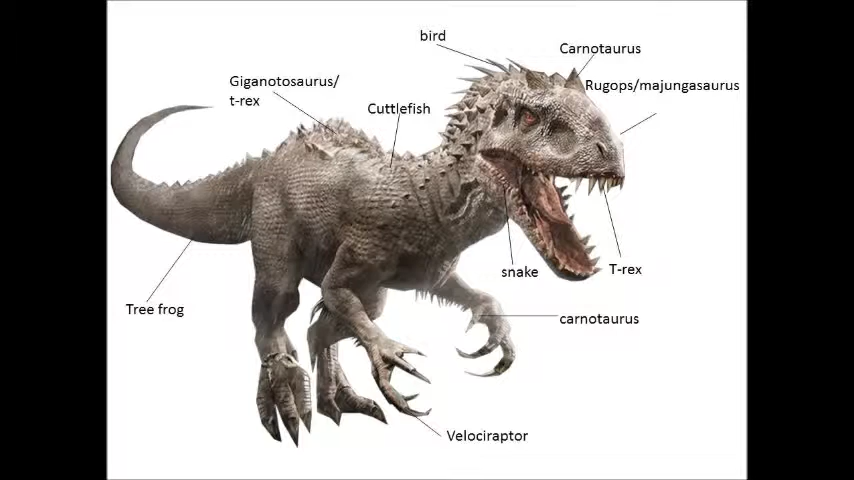 bird
Carnotaurus
Rugops/majungasaurus
Giganotosaurus/
t-rex
Cuttlefish
snake
T-rex
Tree frog
carnotaurus
Velociraptor